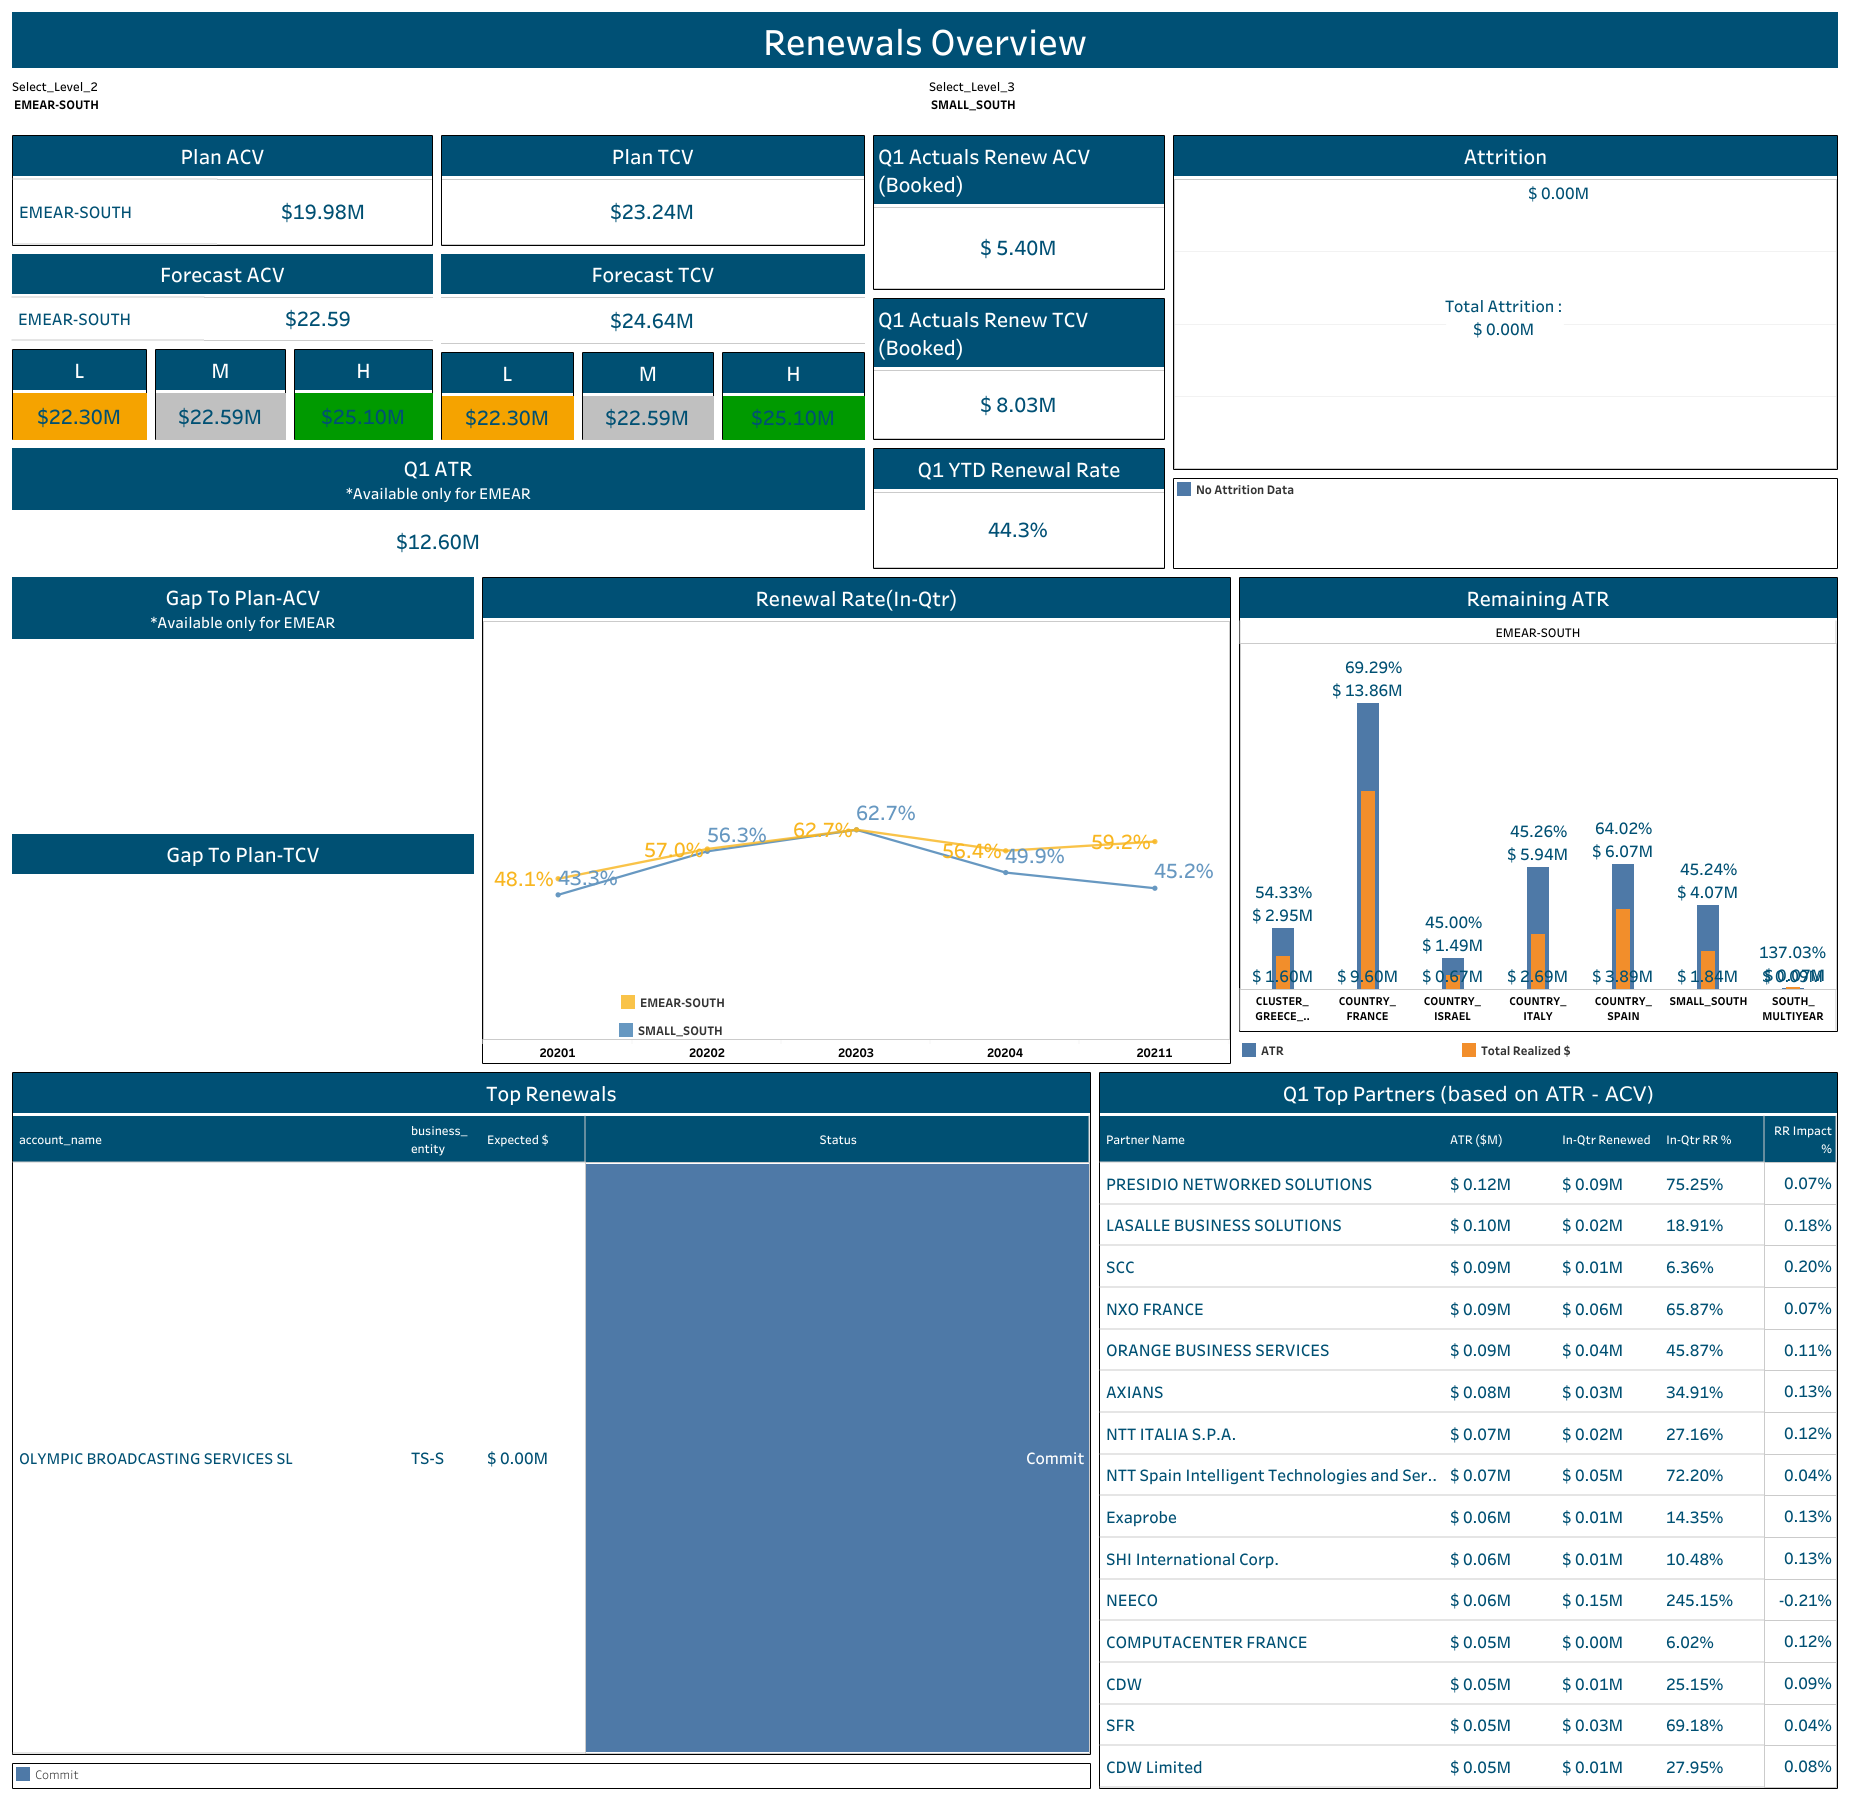 Renewals Overview
Select_Level_2
EMEAR-SOUTH
Select_Level_3
SMALL_SOUTH
Plan ACV
EMEAR-SOUTH $19.98M
Plan TCV
$23.24M
Q1 Actuals Renew ACV
(Booked)
$ 5.40M
Attrition
$ 0.00M
Total Attrition :
$ 0.00M
No Attrition Data
Forecast ACV
EMEAR-SOUTH $22.59
Forecast TCV
$24.64M
Q1 Actuals Renew TCV
(Booked)
$ 8.03M
L M H
$22.30M $22.59M $25.10M
L M H
$22.30M $22.59M $25.10M
Q1 ATR
*Available only for EMEAR
$12.60M
Q1 YTD Renewal Rate
44.3%
Gap To Plan-ACV
*Available only for EMEAR
Gap To Plan-TCV
Renewal Rate(In-Qtr)
48.1% 57.0% 62.7% 56.4% 59.2%
43.3% 56.3% 62.7% 49.9% 45.2%
EMEAR-SOUTH
SMALL_SOUTH
20201 20202 20203 20204 20211
Remaining ATR
EMEAR-SOUTH
54.33%
$ 2.95M
$ 1.60M
CLUSTER_
GREECE_..
69.29%
$ 13.86M
$ 9.60M
COUNTRY_
FRANCE
45.00%
$ 1.49M
$ 0.67M
COUNTRY_
ISRAEL
45.26%
$ 5.94M
$ 2.69M
COUNTRY_
ITALY
64.02%
$ 6.07M
$ 3.89M
COUNTRY_
SPAIN
45.24%
$ 4.07M
$ 1.84M
SMALL_SOUTH
137.03%
$ 0.07M
$ 0.09M
SOUTH_
MULTIYEAR
ATR
Total Realized $
Top Renewals
account_name business_ entity Expected $ Status
OLYMPIC BROADCASTING SERVICES SL TS-S $ 0.00M Commit
Commit
Q1 Top Partners (based on ATR - ACV)
Partner Name ATR ($M) In-Qtr Renewed In-Qtr RR % RR Impact %
PRESIDIO NETWORKED SOLUTIONS $ 0.12M $ 0.09M 75.25% 0.07%
LASALLE BUSINESS SOLUTIONS $ 0.10M $ 0.02M 18.91% 0.18%
SCC $ 0.09M $ 0.01M 6.36% 0.20%
NXO FRANCE $ 0.09M $ 0.06M 65.87% 0.07%
ORANGE BUSINESS SERVICES $ 0.09M $ 0.04M 45.87% 0.11%
AXIANS $ 0.08M $ 0.03M 34.91% 0.13%
NTT ITALIA S.P.A. $ 0.07M $ 0.02M 27.16% 0.12%
NTT Spain Intelligent Technologies and Ser.. $ 0.07M $ 0.05M 72.20% 0.04%
Exaprobe $ 0.06M $ 0.01M 14.35% 0.13%
SHI International Corp. $ 0.06M $ 0.01M 10.48% 0.13%
NEECO $ 0.06M $ 0.15M 245.15% -0.21%
COMPUTACENTER FRANCE $ 0.05M $ 0.00M 6.02% 0.12%
CDW $ 0.05M $ 0.01M 25.15% 0.09%
SFR $ 0.05M $ 0.03M 69.18% 0.04%
CDW Limited $ 0.05M $ 0.01M 27.95% 0.08%